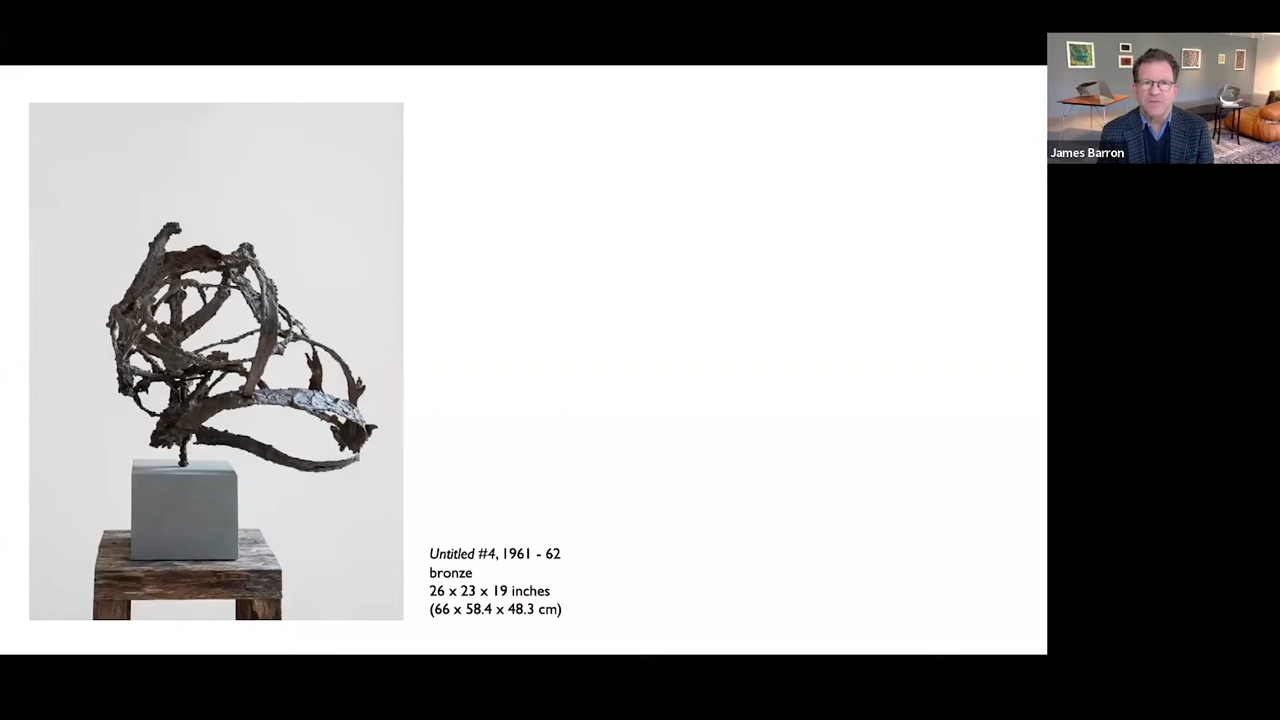 James Barron
Untitled #4, 1961 - 62
bronze
26 x 23 x 19 inches
(66 x 58.4 x 48.3 cm)